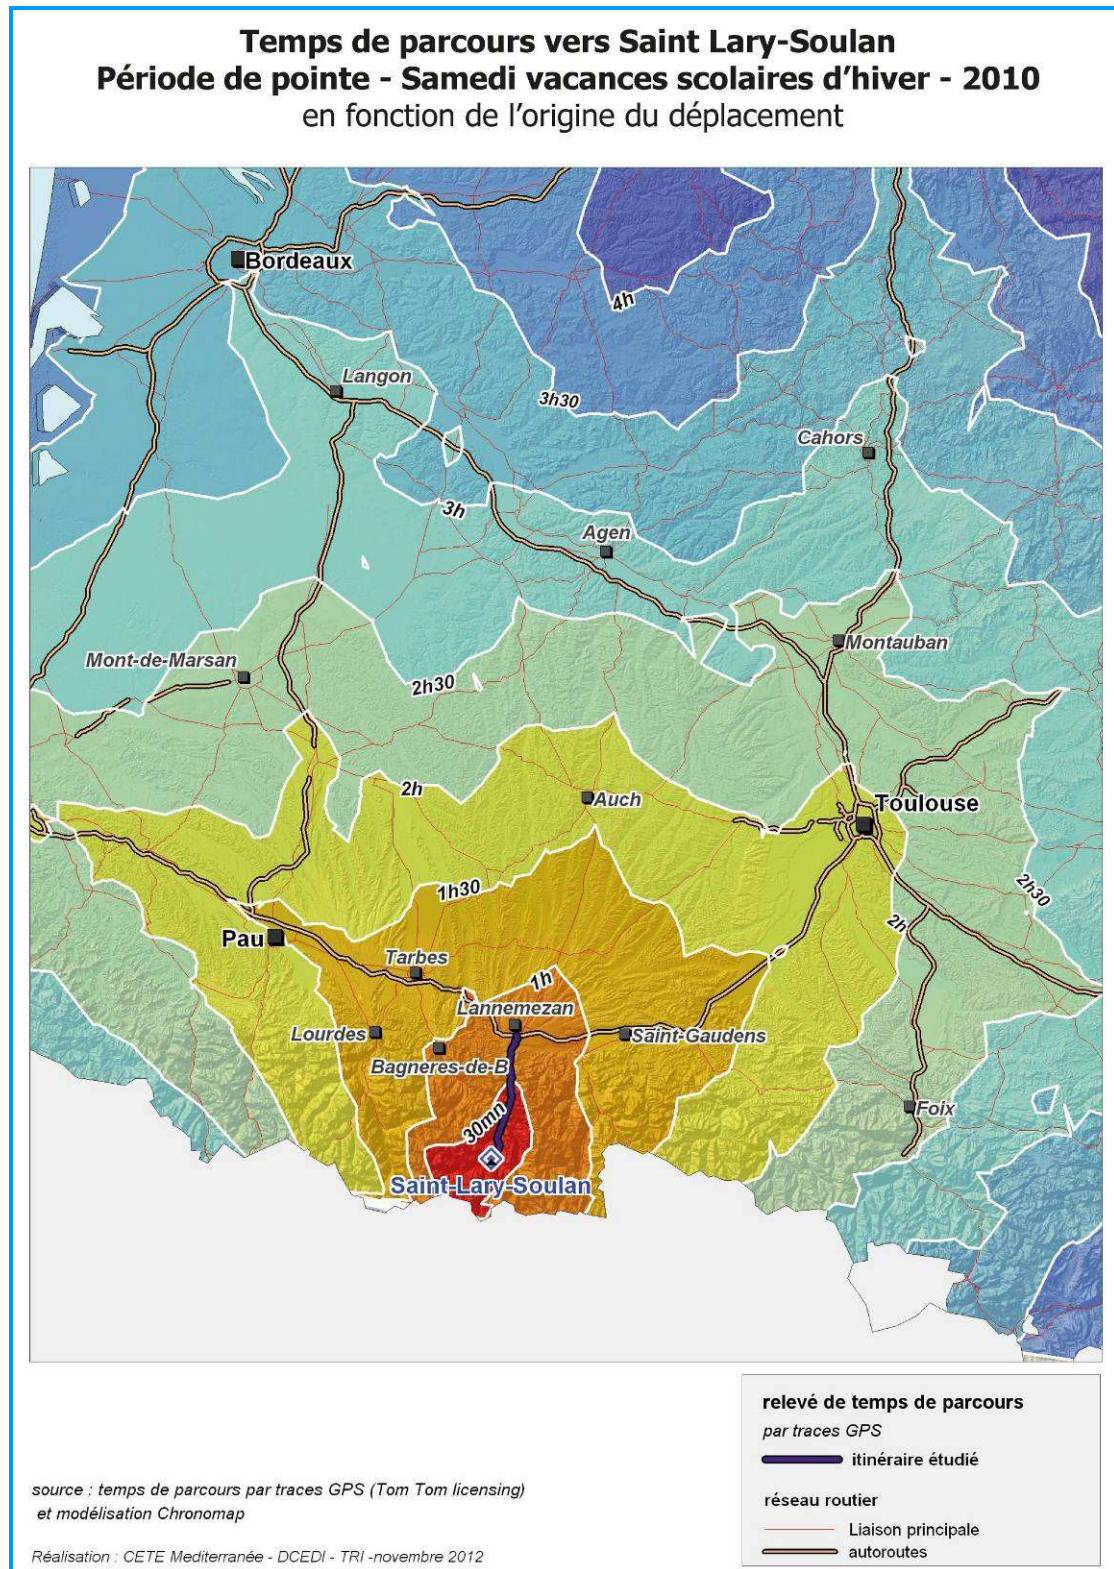 Temps de parcours vers Saint Lary-Soulan
Période de pointe - Samedi vacances scolaires d'hiver - 2010
en fonction de l'origine du déplacement
Bordeaux
4h
Langon
3h30
Cahors
3h
Agen
Montauban
Mont-de-Marsan
2h30
2h
Auch
Toulouse
1h30
2h30
2h
Pau
Tarbes
1h
Lannemezan
Lourdes
Saint-Gaudens
Bagneres-de-B
Foix
30mn
Saint-Lary-Soulan
relevé de temps de parcours
par traces GPS
itinéraire étudié
réseau routier
Liaison principale
autoroutes
source : temps de parcours par traces GPS (Tom Tom licensing)
et modélisation Chronomap
Réalisation : CETE Mediterranée - DCEDI - TRI -novembre 2012